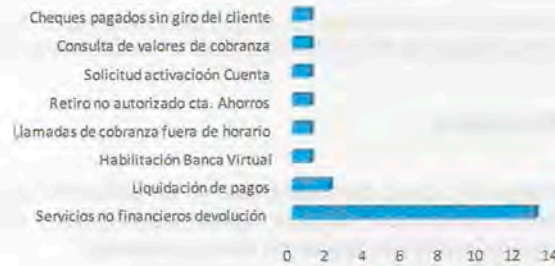 Cheques pagados sin giro del cliente
Consulta de valores de cobranza
Solicitud activacioón Cuenta
Retiro no autorizado cta. Ahorros
Llamadas de cobranza fuera de horario
Habilitación Banca Virtual
Liquidación de pagos
Servicios no financieros devolución
0 2 4 6 8 10 12 14